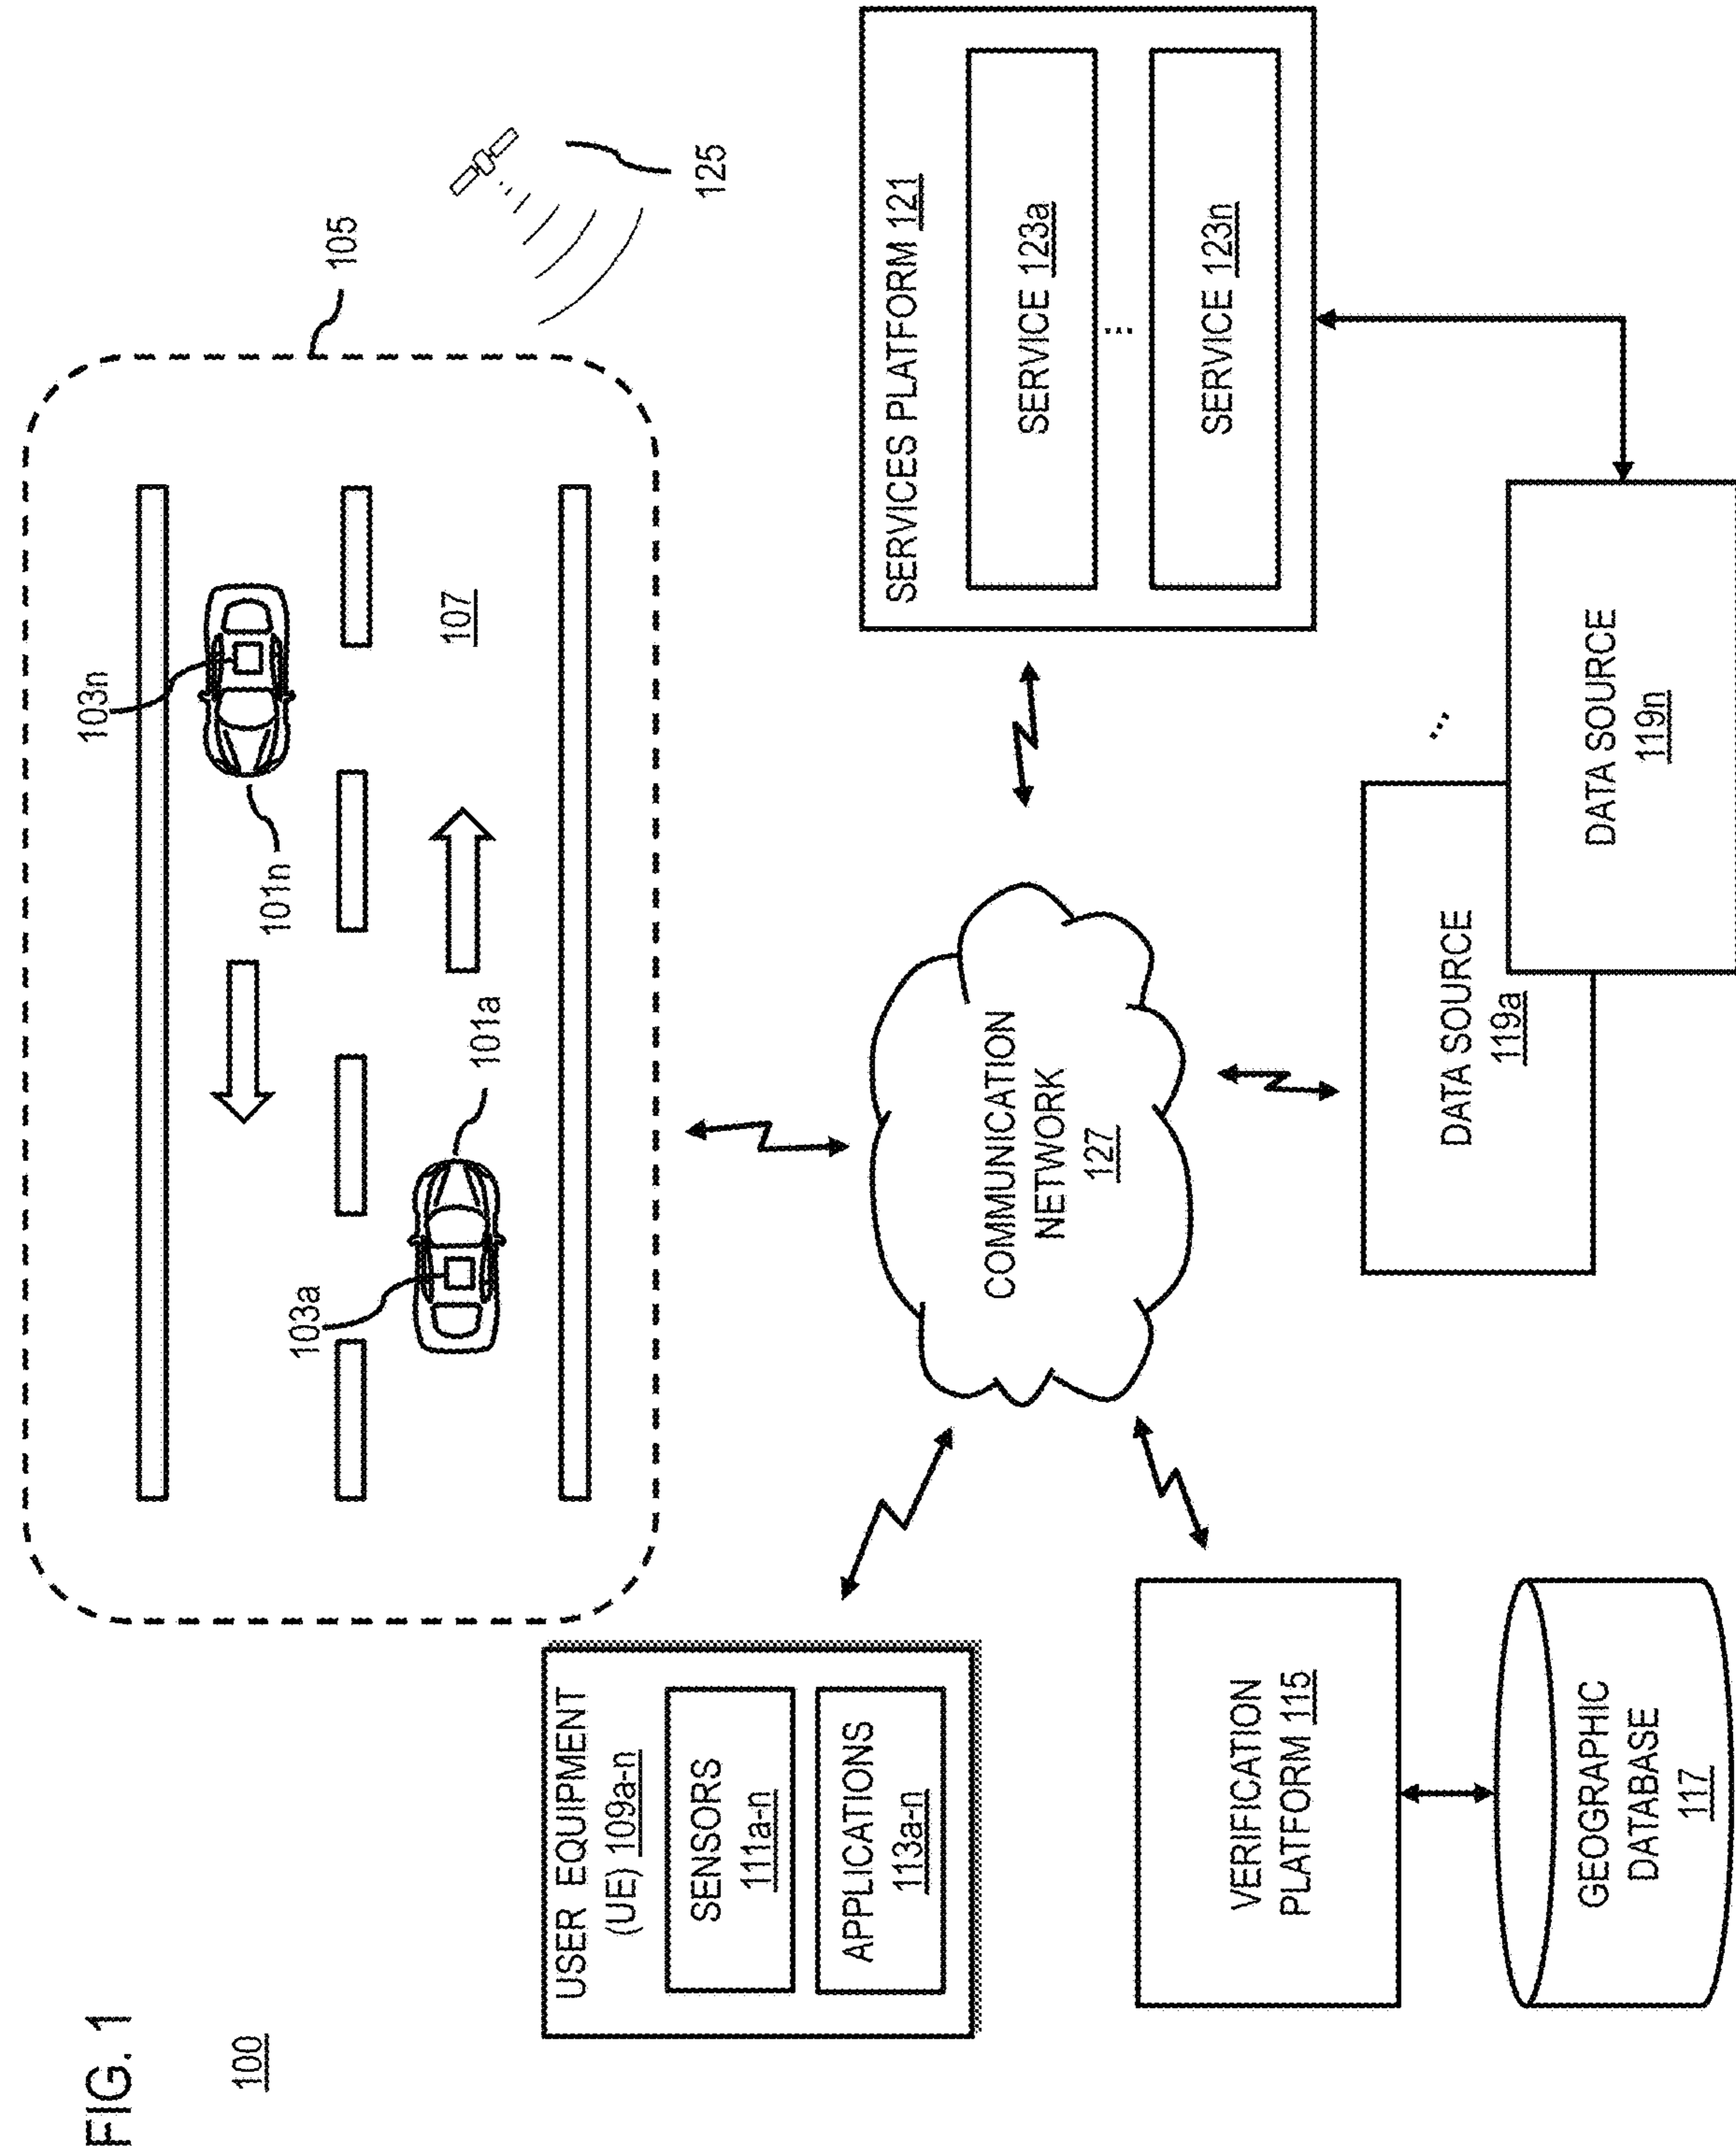 FIG. 1
100
103n
101n
103a
101a
107
105
125
USER EQUIPMENT
(UE) 109a-n
SENSORS
111a-n
APPLICATIONS
113a-n
COMMUNICATION
NETWORK
127
SERVICES PLATFORM 121
SERVICE 123a
...
SERVICE 123n
VERIFICATION
PLATFORM 115
GEOGRAPHIC
DATABASE
117
DATA SOURCE
119a
...
DATA SOURCE
119n